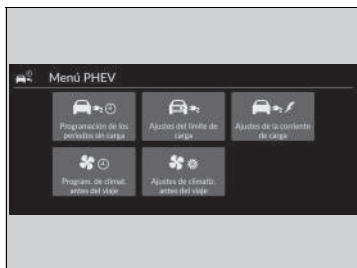 Menú PHEV
Programación de los
periodos sin carga
Ajustes del límite de
carga
Ajustes de la corriente
de carga
Program. de climat.
antes del viaje
Ajustes de climatiz.
antes del viaje